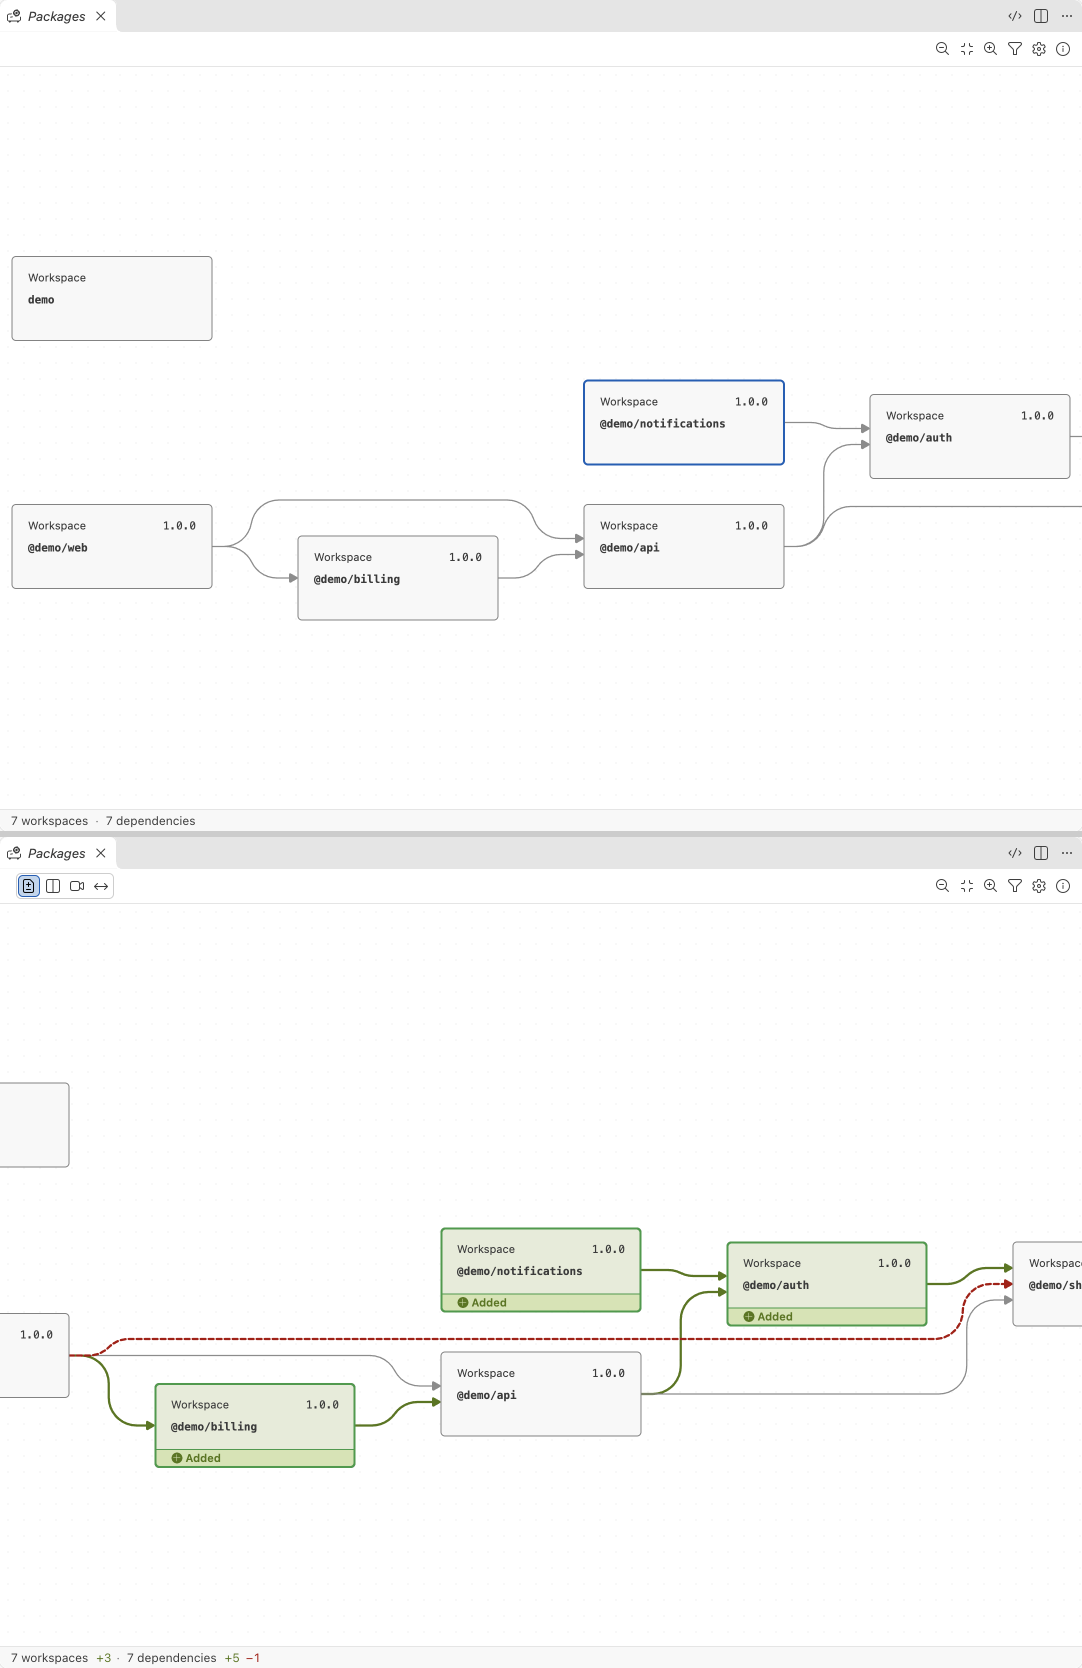 Packages
Workspace
demo
Workspace 1.0.0
@demo/notifications
Workspace 1.0.0
@demo/auth
Workspace 1.0.0
@demo/web
Workspace 1.0.0
@demo/billing
Workspace 1.0.0
@demo/api
7 workspaces · 7 dependencies
Packages
Workspace 1.0.0
@demo/notifications
Added
Workspace 1.0.0
@demo/auth
Added
Workspace
@demo/sh
1.0.0
Workspace 1.0.0
@demo/api
Workspace 1.0.0
@demo/billing
Added
7 workspaces +3 · 7 dependencies +5 −1